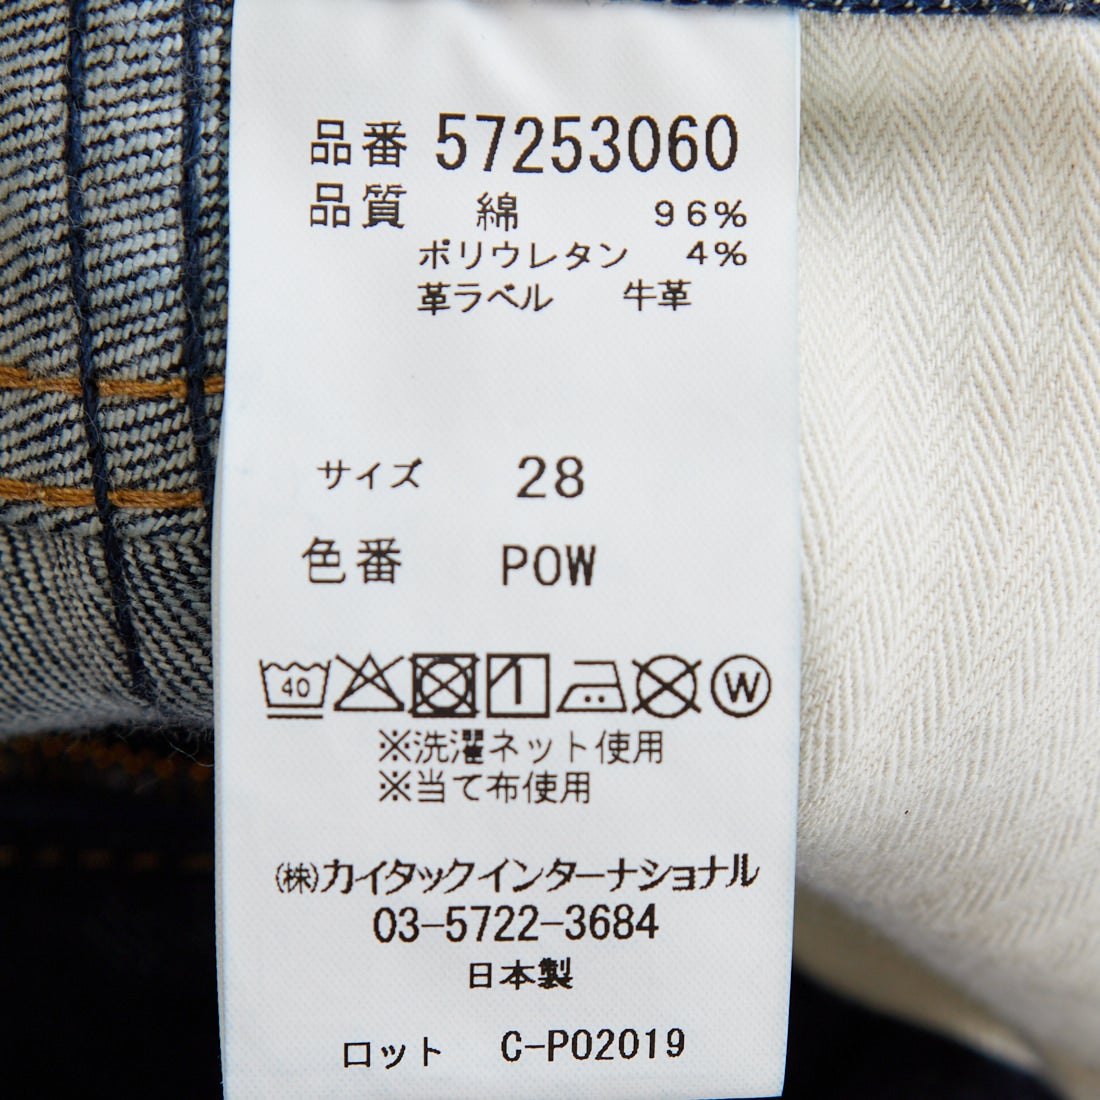 品番 57253060
品質 綿 96%
ポリウレタン 4%
革ラベル 牛革
サイズ 28
色番 POW
40 W
※洗濯ネット使用
※当て布使用
㈱カイタックインターナショナル
03-5722-3684
日本製
ロット C-P02019